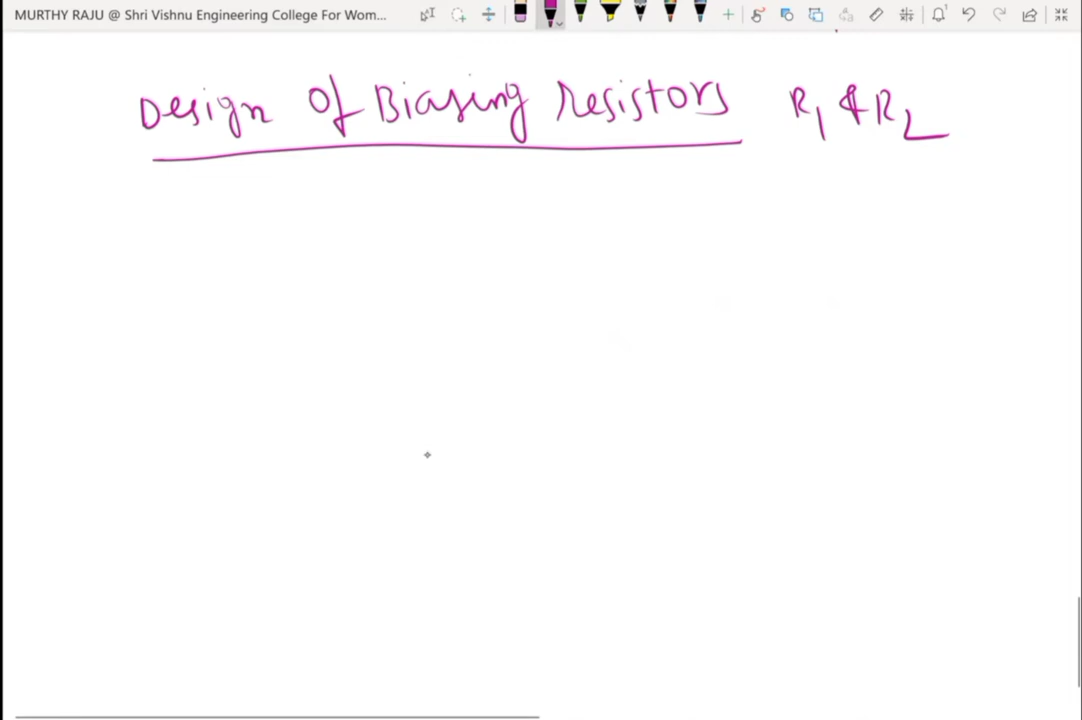 MURTHY RAJU @ Shri Vishnu Engineering College For Wom...
Design Of Biasing resistors R1 & R2